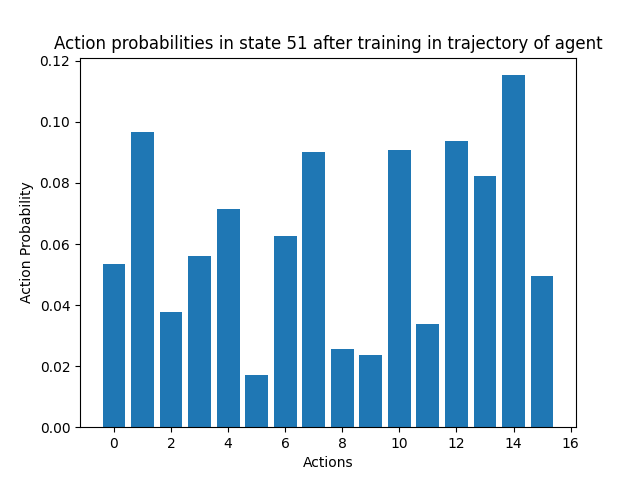 Action probabilities in state 51 after training in trajectory of agent
0.12
0.10
0.08
0.06
0.04
0.02
0.00
Action Probability
0 2 4 6 8 10 12 14 16
Actions